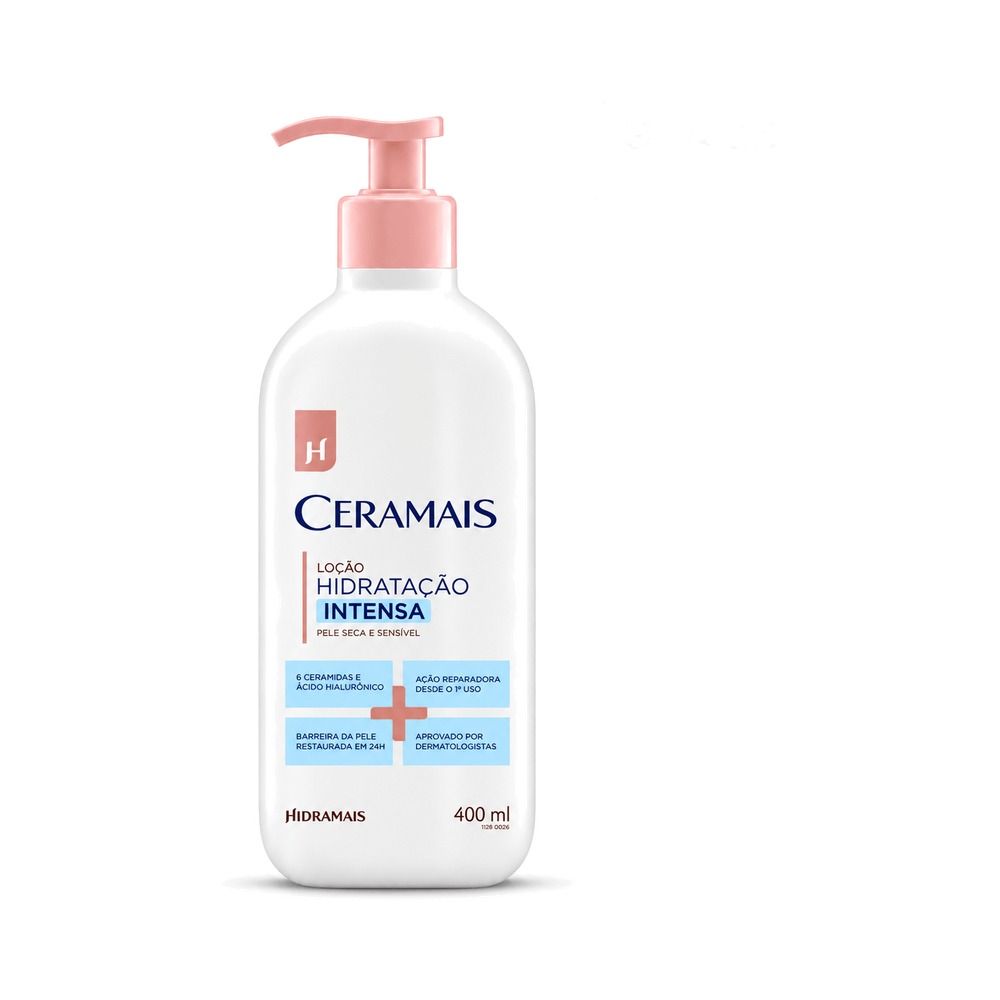 H
CERAMAIS
LOÇÃO
HIDRATAÇÃO
INTENSA
PELE SECA E SENSÍVEL
6 CERAMIDAS E
ÁCIDO HIALURÔNICO
AÇÃO REPARADORA
DESDE O 1º USO
BARREIRA DA PELE
RESTAURADA EM 24H
APROVADO POR
DERMATOLOGISTAS
HIDRAMAIS
400 ml
1126 0026